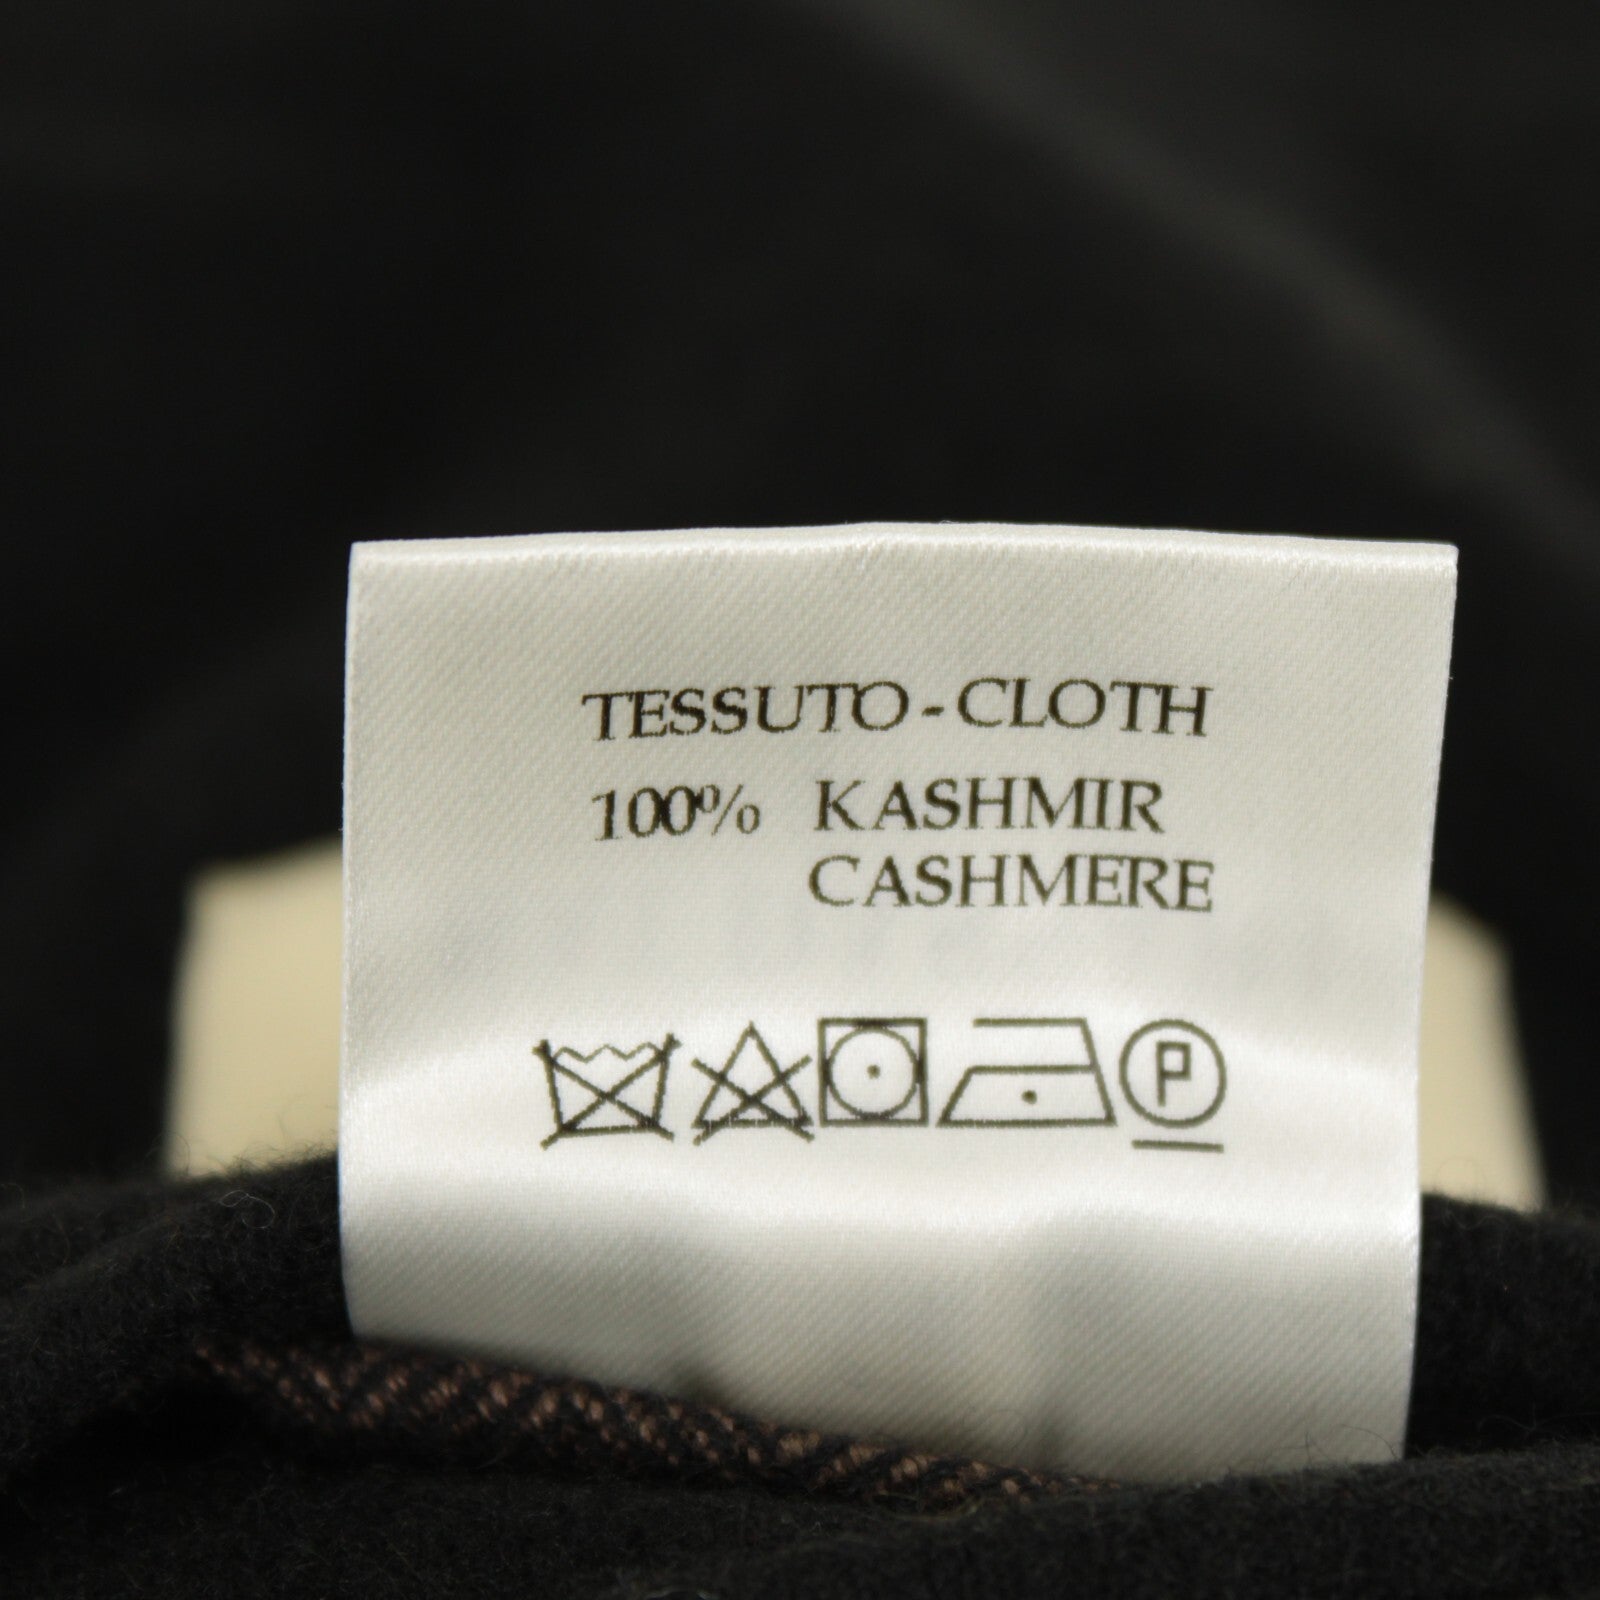 TESSUTO - CLOTH
100% KASHMIR
CASHMERE
P